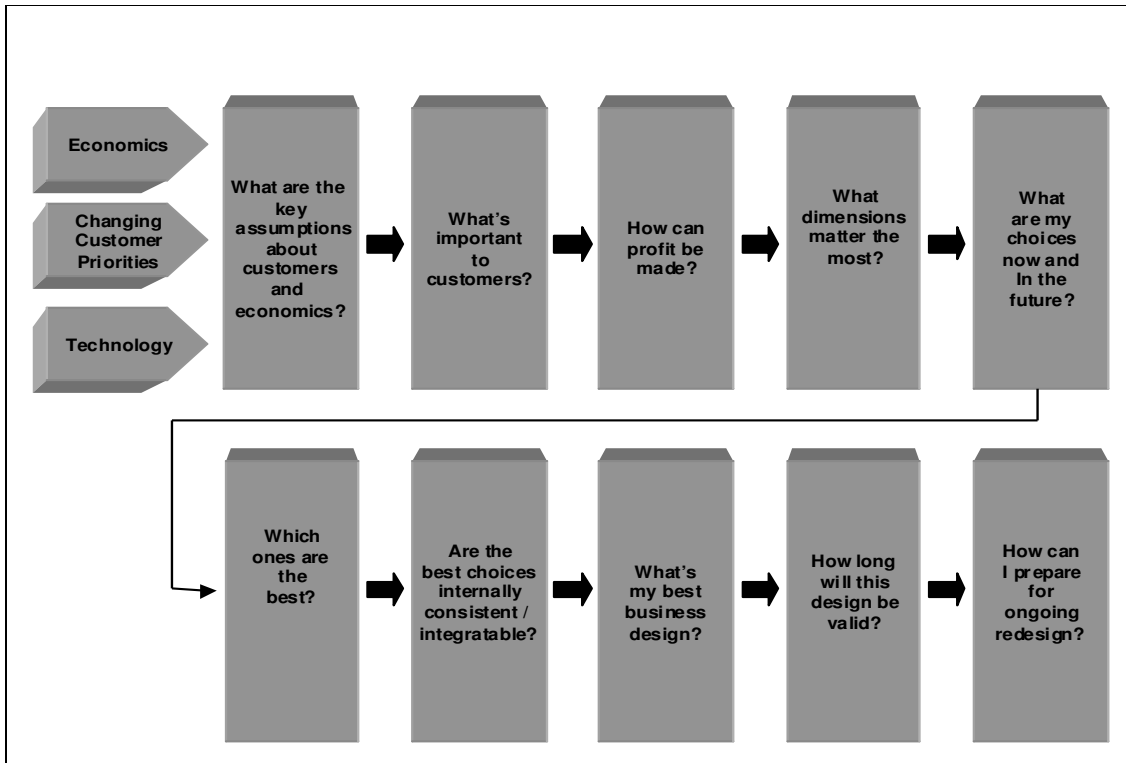 Economics
Changing
Customer
Priorities
Technology
What are the
key
assumptions
about
customers
and
economics?
What's
important
to
customers?
How can
profit be
made?
What
dimensions
matter the
most?
What
are my
choices
now and
In the
future?
Which
ones are
the
best?
Are the
best choices
internally
consistent /
integratable?
What's
my best
business
design?
How long
will this
design be
valid?
How can
I prepare
for
ongoing
redesign?